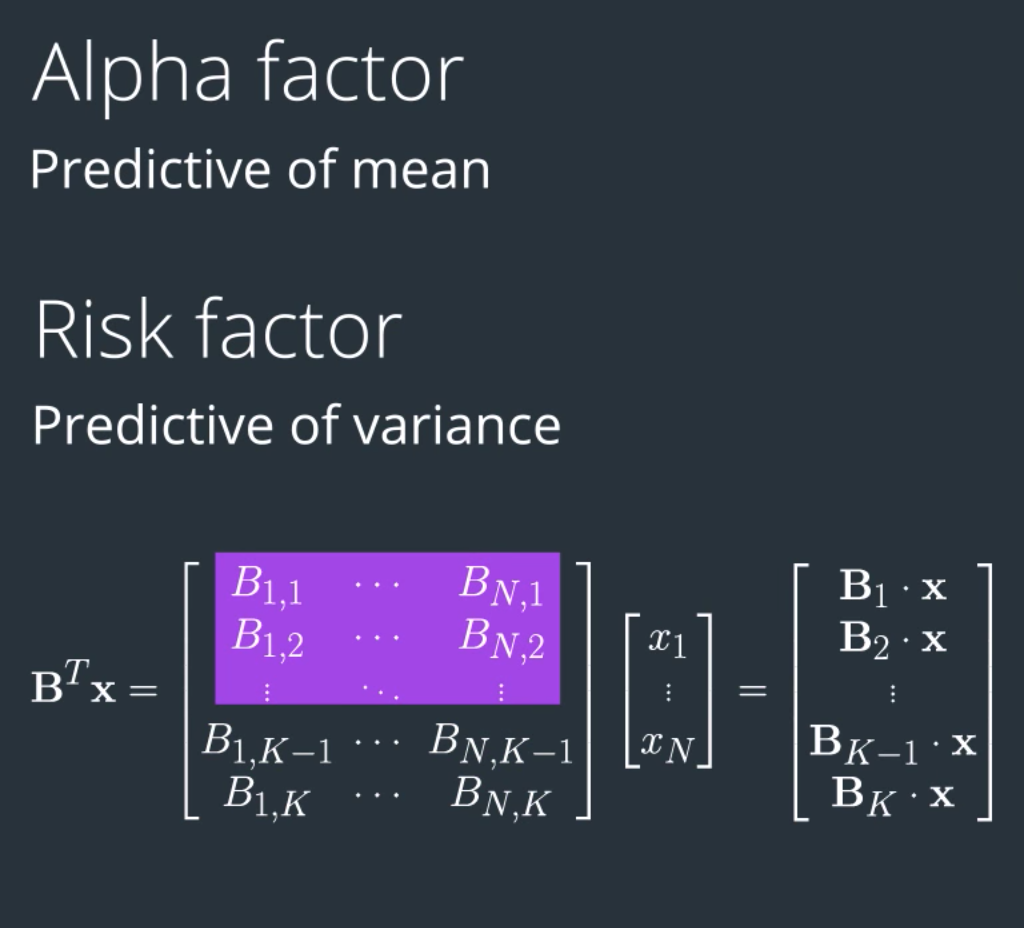 Alpha factor
Predictive of mean
Risk factor
Predictive of variance
$\mathbf{B}^T\mathbf{x} = \begin{bmatrix} B_{1,1} & \cdots & B_{N,1} \\ B_{1,2} & \cdots & B_{N,2} \\ \vdots & \ddots & \vdots \\ B_{1,K-1} & \cdots & B_{N,K-1} \\ B_{1,K} & \cdots & B_{N,K} \end{bmatrix} \begin{bmatrix} x_1 \\ \vdots \\ x_N \end{bmatrix} = \begin{bmatrix} \mathbf{B}_1 \cdot \mathbf{x} \\ \mathbf{B}_2 \cdot \mathbf{x} \\ \vdots \\ \mathbf{B}_{K-1} \cdot \mathbf{x} \\ \mathbf{B}_K \cdot \mathbf{x} \end{bmatrix}$